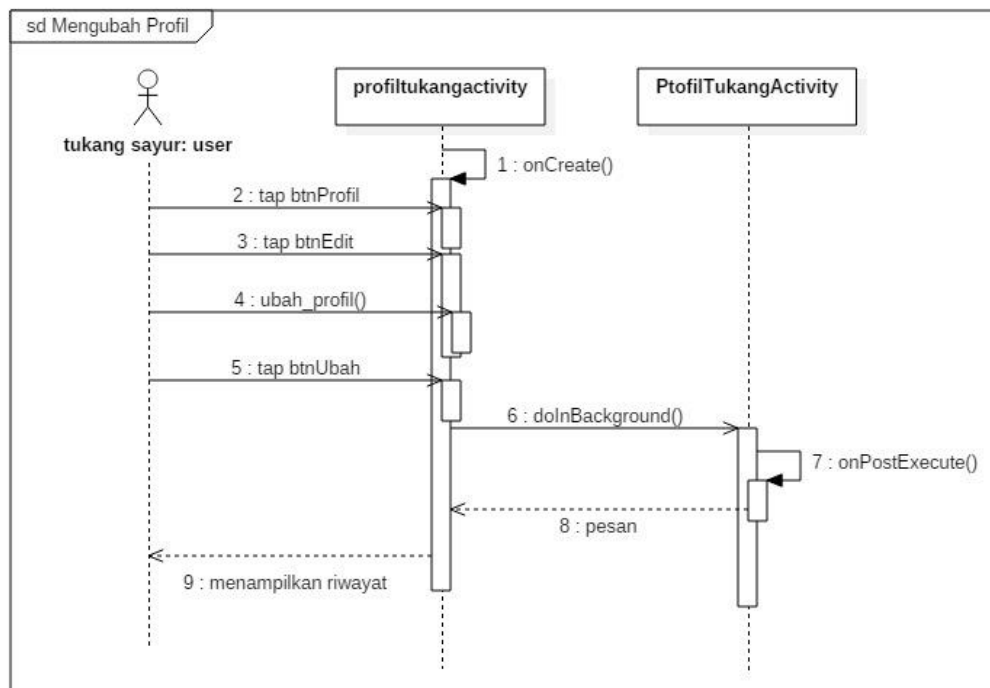 sd Mengubah Profil
tukang sayur: user
profiltukangactivity
PtofilTukangActivity
1 : onCreate()
2 : tap btnProfil
3 : tap btnEdit
4 : ubah_profil()
5 : tap btnUbah
6 : doInBackground()
7 : onPostExecute()
8 : pesan
9 : menampilkan riwayat